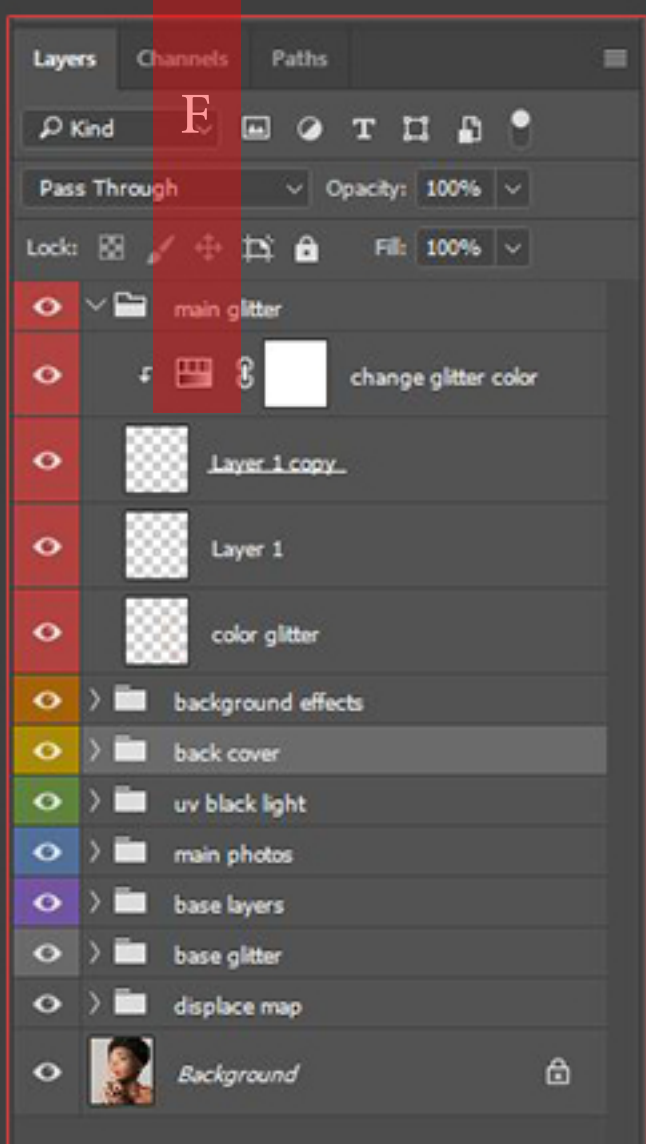 Layers Channels Paths
F
Kind T
Pass Through Opacity: 100%
Lock: Fill: 100%
main glitter
change glitter color
Layer 1 copy
Layer 1
color glitter
background effects
back cover
uv black light
main photos
base layers
base glitter
displace map
Background